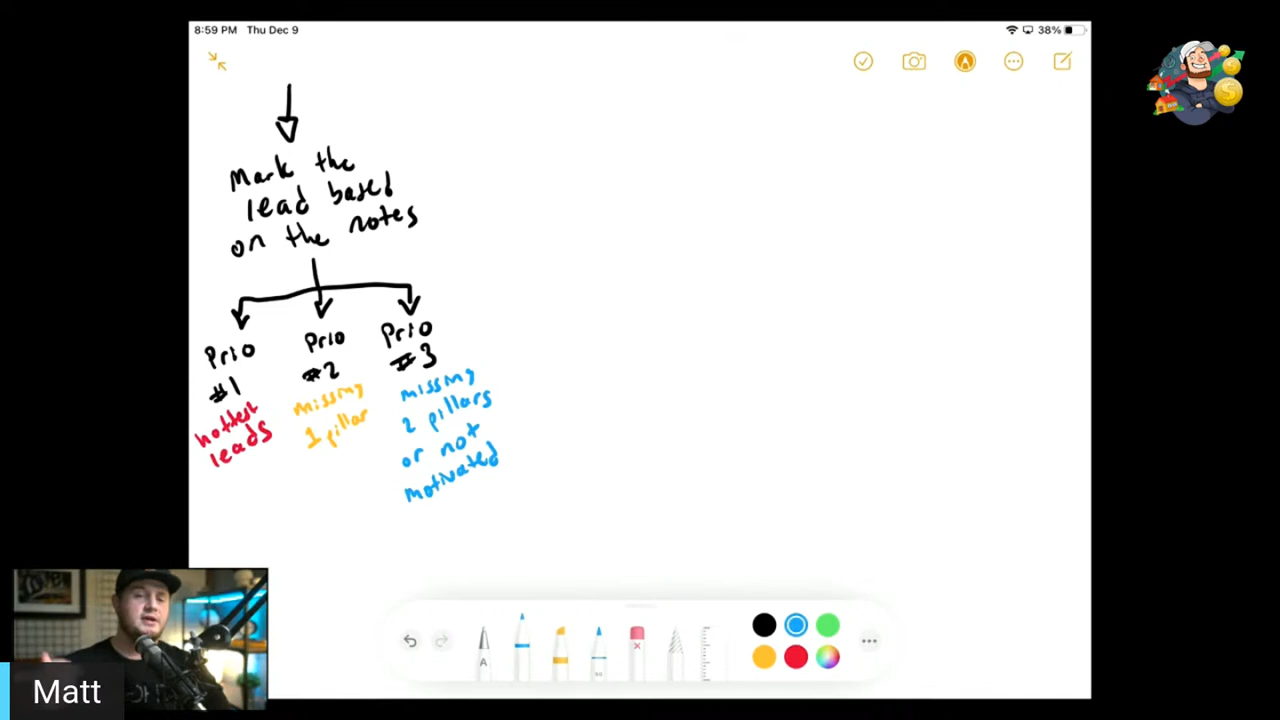 8:59 PM Thu Dec 9
38%
Mark the
lead based
on the notes
Prio
#1
hottest
leads
Prio
#2
missing
1 pillar
Prio
#3
missing
2 pillars
or not
motivated
A
Matt